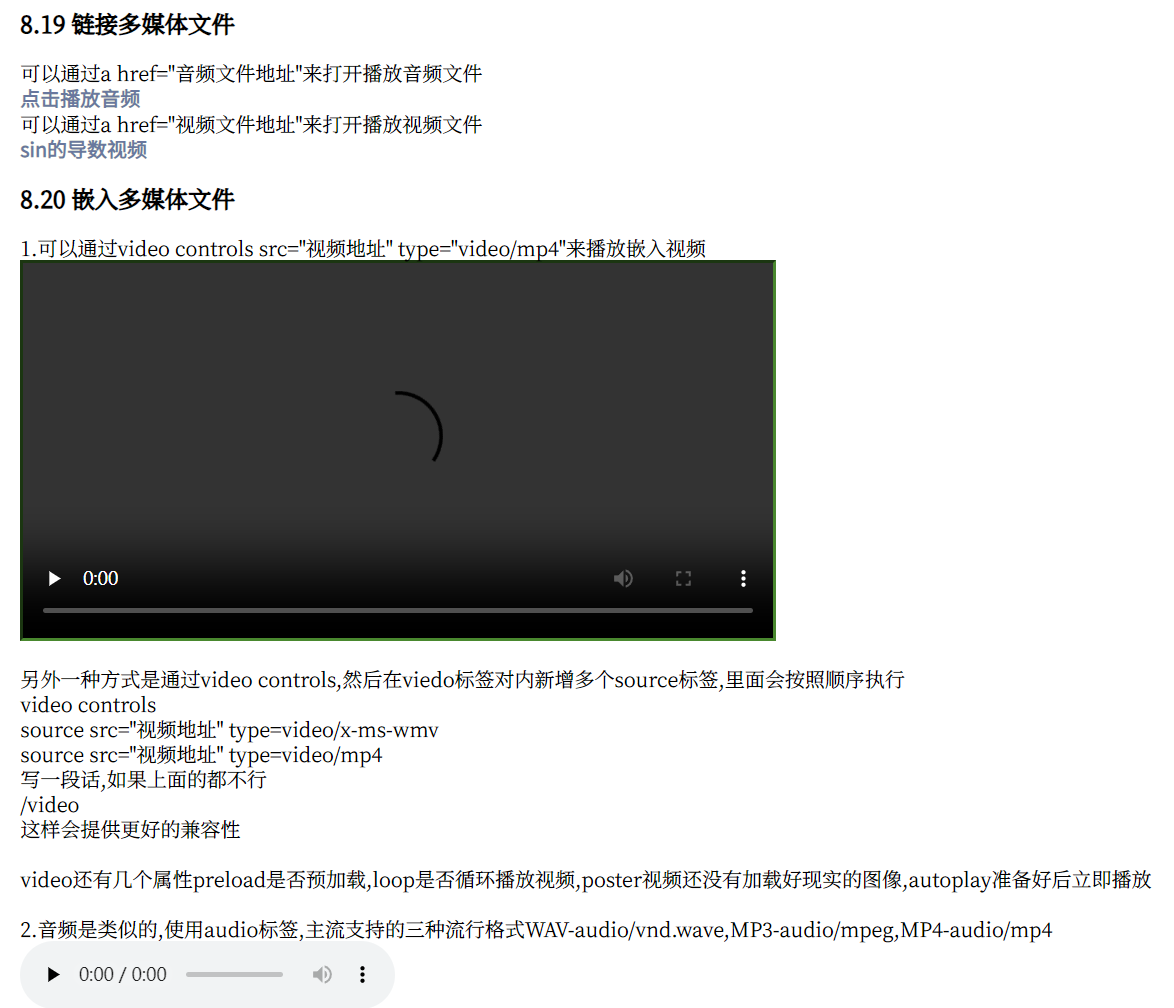 8.19 链接多媒体文件
可以通过a href="音频文件地址"来打开播放音频文件
点击播放音频
可以通过a href="视频文件地址"来打开播放视频文件
sin的导数视频
8.20 嵌入多媒体文件
1.可以通过video controls src="视频地址" type="video/mp4"来播放嵌入视频
0:00
另外一种方式是通过video controls,然后在viedo标签对内新增多个source标签,里面会按照顺序执行
video controls
source src="视频地址" type=video/x-ms-wmv
source src="视频地址" type=video/mp4
写一段话,如果上面的都不行
/video
这样会提供更好的兼容性
video还有几个属性preload是否预加载,loop是否循环播放视频,poster视频还没有加载好现实的图像,autoplay准备好后立即播放
2.音频是类似的,使用audio标签,主流支持的三种流行格式WAV-audio/vnd.wave,MP3-audio/mpeg,MP4-audio/mp4
0:00 / 0:00